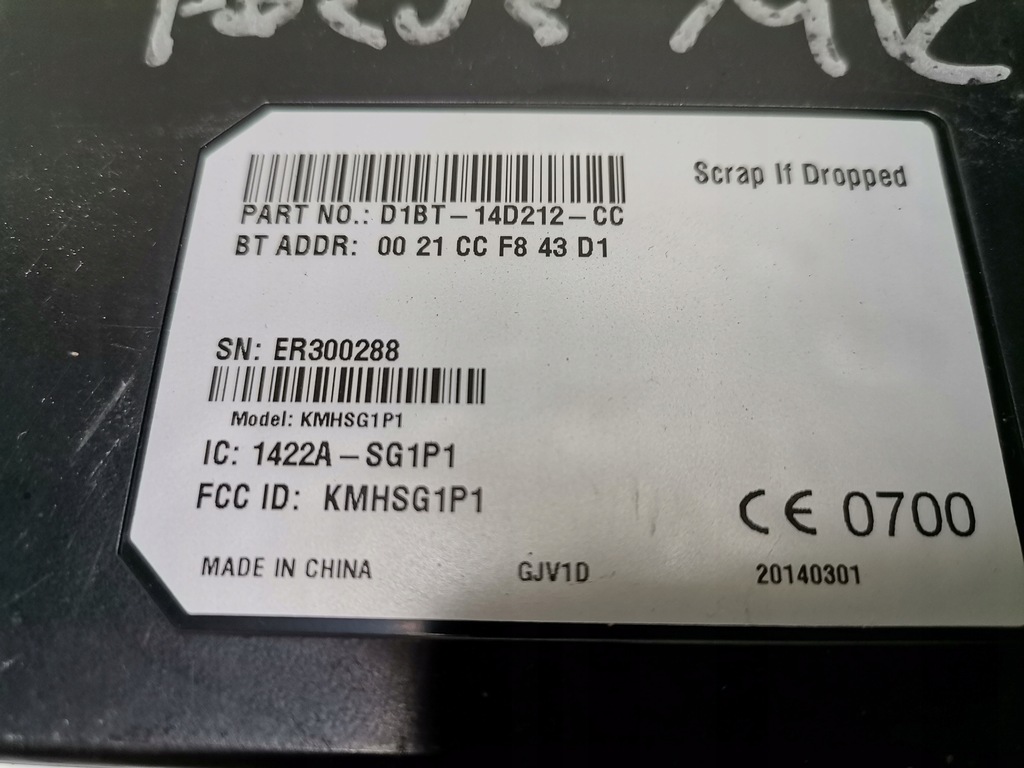 Scrap If Dropped
PART NO.: D1BT-14D212-CC
BT ADDR: 00 21 CC F8 43 D1
SN: ER300288
Model: KMHSG1P1
IC: 1422A-SG1P1
FCC ID: KMHSG1P1
CE 0700
MADE IN CHINA GJV1D 20140301